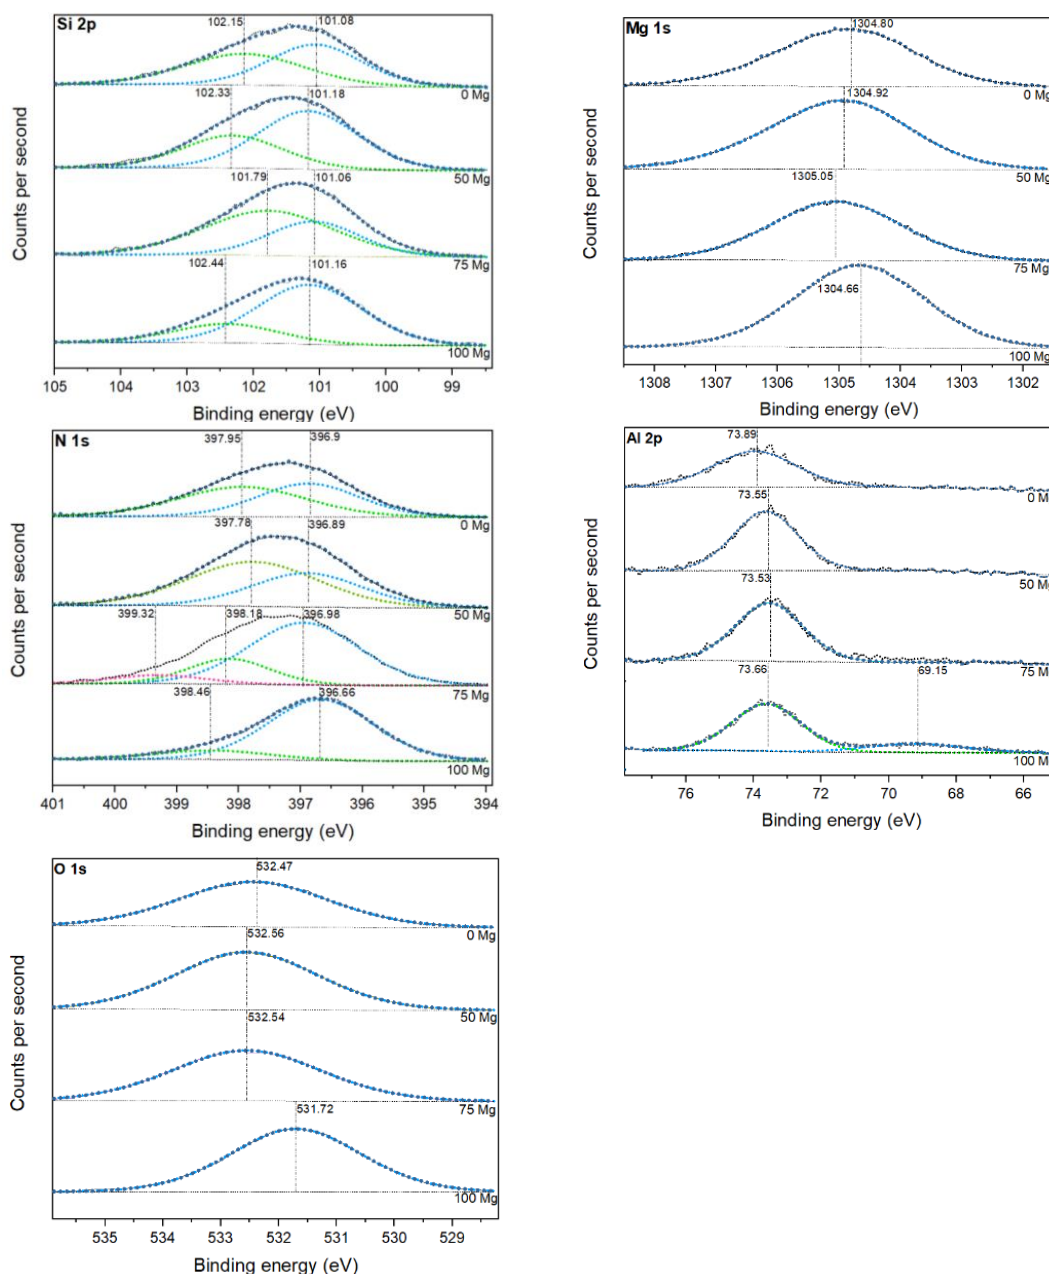 Si 2p
102.15
101.08
0 Mg
102.33
101.18
50 Mg
101.79
101.06
75 Mg
102.44
101.16
100 Mg
105 104 103 102 101 100 99
Binding energy (eV)
Counts per second
Mg 1s
1304.80
0 Mg
1304.92
50 Mg
1305.05
75 Mg
1304.66
100 Mg
1308 1307 1306 1305 1304 1303 1302
Binding energy (eV)
Counts per second
N 1s
397.95
396.9
0 Mg
397.78
396.89
50 Mg
399.32
398.18
396.98
75 Mg
398.46
396.66
100 Mg
401 400 399 398 397 396 395 394
Binding energy (eV)
Counts per second
Al 2p
73.89
0 M
73.55
50 M
73.53
75 M
73.66
69.15
100 M
76 74 72 70 68 66
Binding energy (eV)
Counts per second
O 1s
532.47
0 Mg
532.56
50 Mg
532.54
75 Mg
531.72
100 Mg
535 534 533 532 531 530 529
Binding energy (eV)
Counts per second